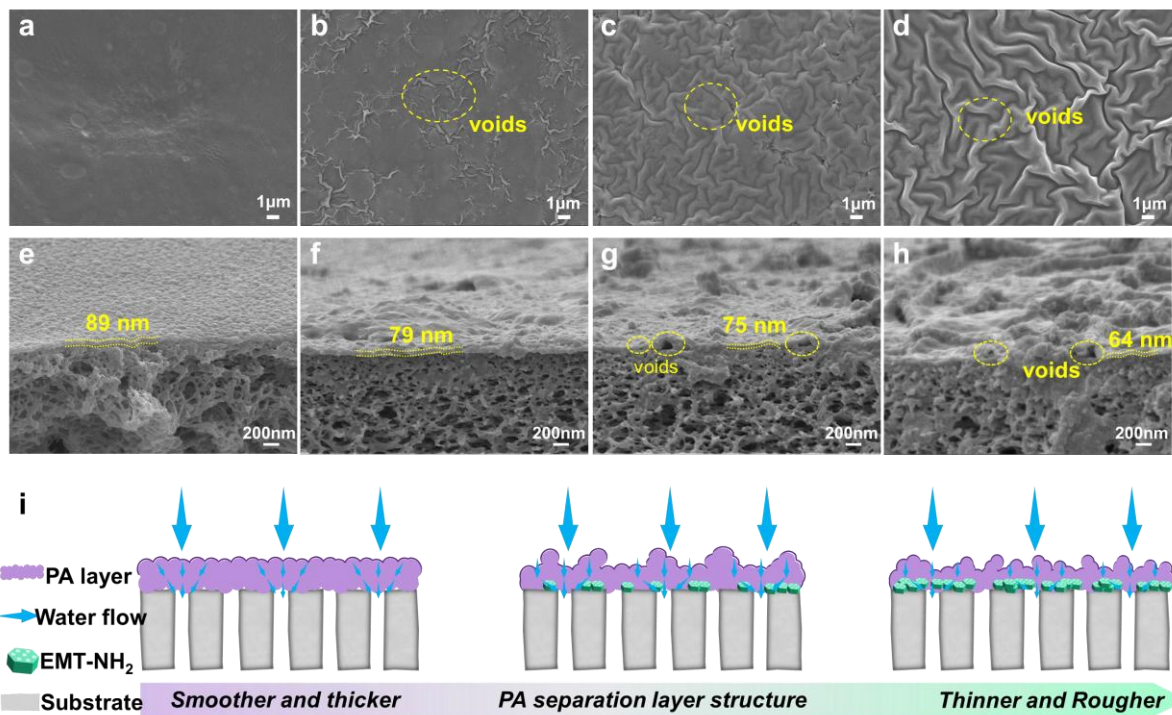 a
b
c
d
voids
voids
voids
1μm
1μm
1μm
1μm
e
f
g
h
89 nm
79 nm
75 nm
64 nm
voids
voids
200nm
200nm
200nm
200nm
i
PA layer
Water flow
EMT-NH₂
Substrate
Smoother and thicker
PA separation layer structure
Thinner and Rougher